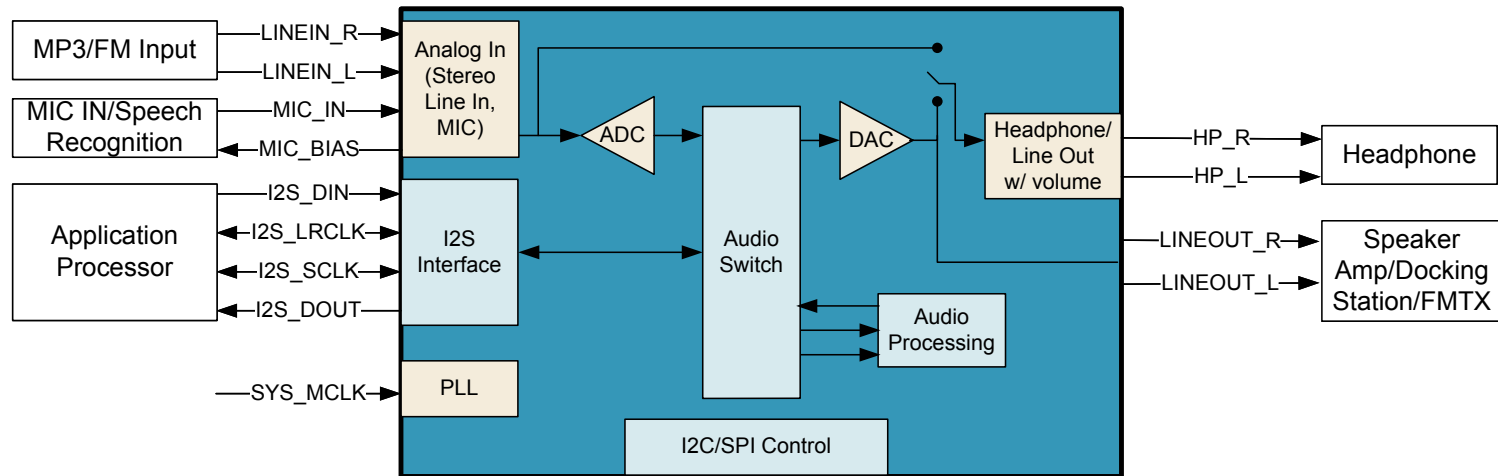 MP3/FM Input
LINEIN_R
LINEIN_L
MIC IN/Speech
Recognition
MIC_IN
MIC_BIAS
Application
Processor
I2S_DIN
I2S_LRCLK
I2S_SCLK
I2S_DOUT
SYS_MCLK
Analog In
(Stereo
Line In,
MIC)
I2S
Interface
PLL
ADC
Audio
Switch
DAC
Audio
Processing
I2C/SPI Control
Headphone/
Line Out
w/ volume
HP_R
HP_L
Headphone
LINEOUT_R
LINEOUT_L
Speaker
Amp/Docking
Station/FMTX